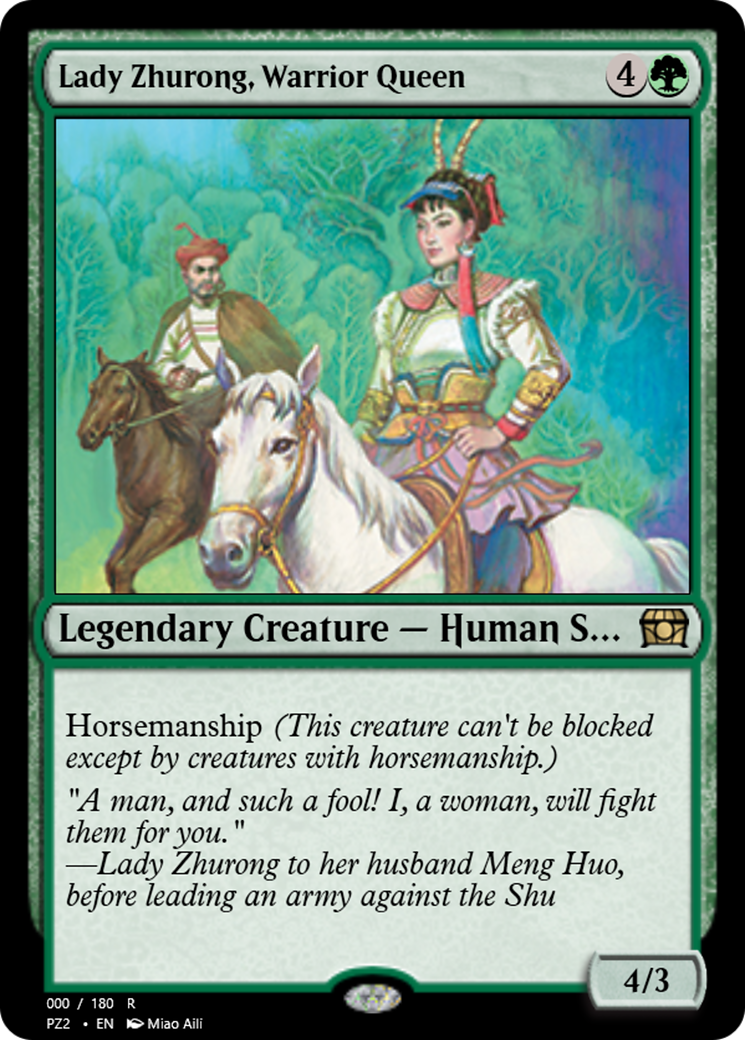 Lady Zhurong, Warrior Queen 4
Legendary Creature — Human S...
Horsemanship (This creature can't be blocked
except by creatures with horsemanship.)
"A man, and such a fool! I, a woman, will fight
them for you."
—Lady Zhurong to her husband Meng Huo,
before leading an army against the Shu
4/3
000 / 180 R
PZ2 • EN Miao Aili